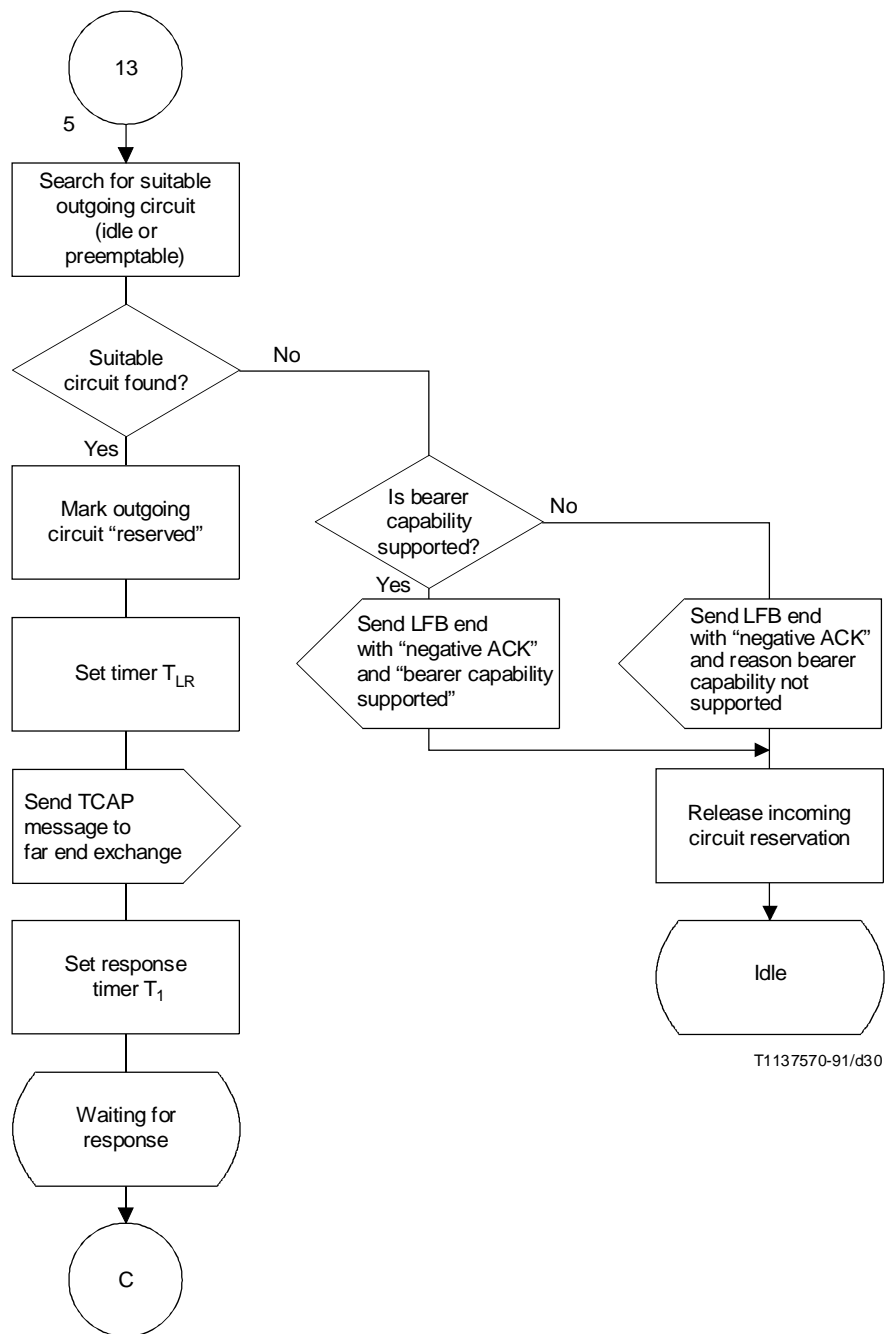 13
5
Search for suitable
outgoing circuit
(idle or
preemptable)
Suitable
circuit found?
No
Yes
Mark outgoing
circuit “reserved”
Is bearer
capability
supported?
No
Yes
Set timer TLR
Send LFB end
with “negative ACK”
and “bearer capability
supported”
Send LFB end
with “negative ACK”
and reason bearer
capability not
supported
Send TCAP
message to
far end exchange
Release incoming
circuit reservation
Set response
timer T1
Idle
T1137570-91/d30
Waiting for
response
C